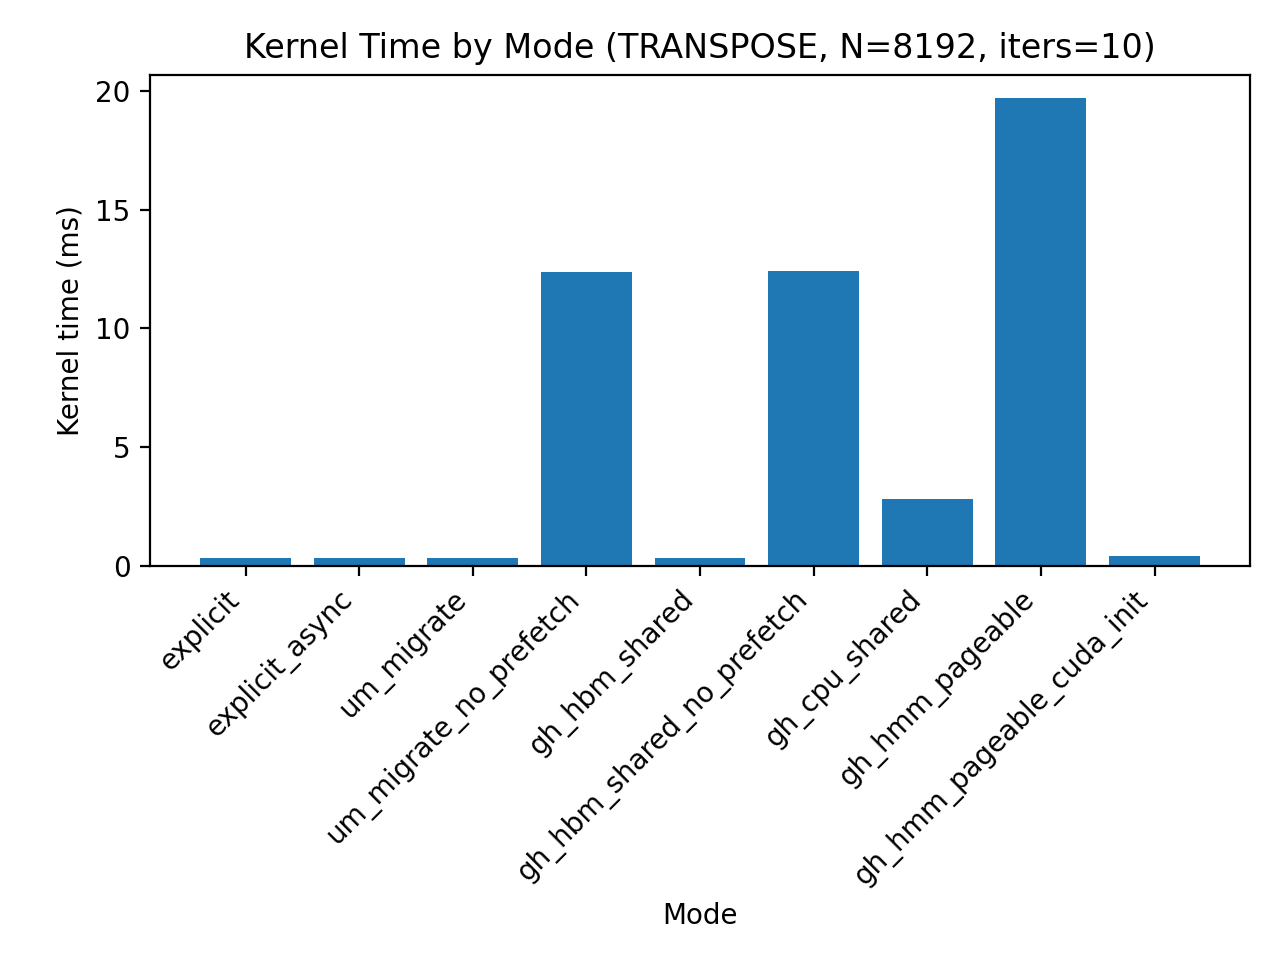 Kernel Time by Mode (TRANSPOSE, N=8192, iters=10)
Kernel time (ms)
20
15
10
5
0
explicit
explicit_async
um_migrate
um_migrate_no_prefetch
gh_hbm_shared
gh_hbm_shared_no_prefetch
gh_cpu_shared
gh_hmm_pageable
gh_hmm_pageable_cuda_init
Mode